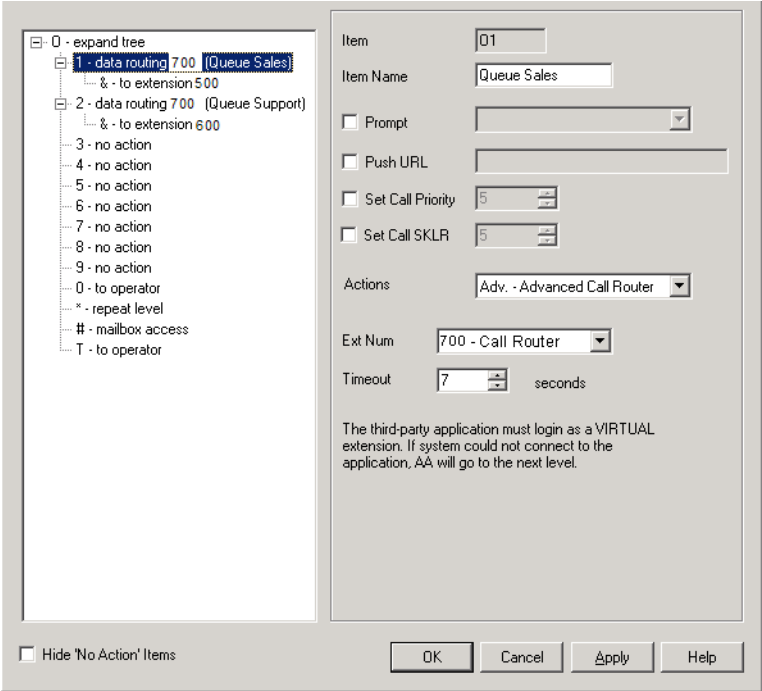 0 - expand tree
1 - data routing 700 (Queue Sales)
& - to extension 500
2 - data routing 700 (Queue Support)
& - to extension 600
3 - no action
4 - no action
5 - no action
6 - no action
7 - no action
8 - no action
9 - no action
0 - to operator
* - repeat level
# - mailbox access
T - to operator
Item 01
Item Name Queue Sales
Prompt
Push URL
Set Call Priority 5
Set Call SKLR 5
Actions Adv. - Advanced Call Router
Ext Num 700 - Call Router
Timeout 7 seconds
The third-party application must login as a VIRTUAL
extension. If system could not connect to the
application, AA will go to the next level.
Hide 'No Action' Items
OK Cancel Apply Help